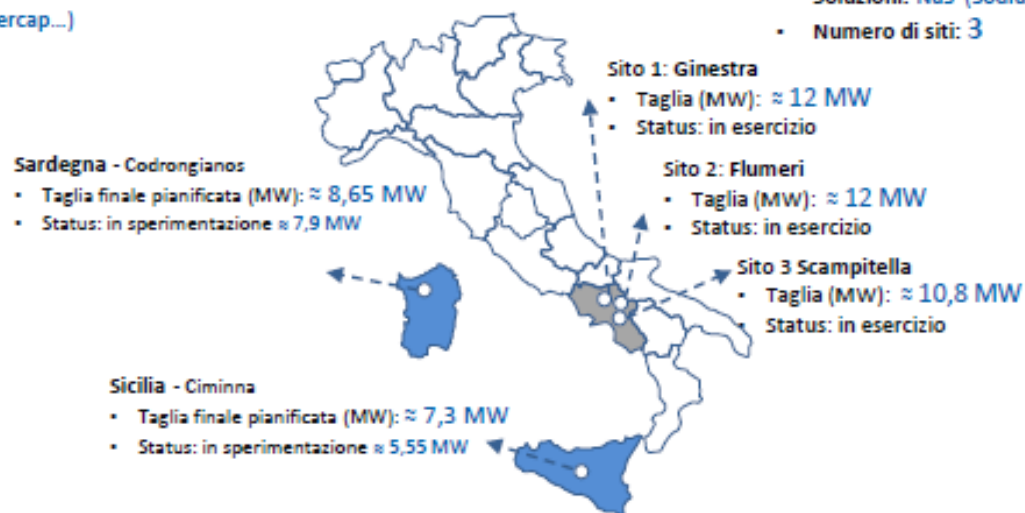 ercap...)
Soluzioni: NaS (Sodiu
• Numero di siti: 3
Sito 1: Ginestra
• Taglia (MW): ≈ 12 MW
• Status: in esercizio
Sardegna - Codrongianos
• Taglia finale pianificata (MW): ≈ 8,65 MW
• Status: in sperimentazione ≈ 7,9 MW
Sito 2: Flumeri
• Taglia (MW): ≈ 12 MW
• Status: in esercizio
Sito 3 Scampitella
• Taglia (MW): ≈ 10,8 MW
• Status: in esercizio
Sicilia - Ciminna
• Taglia finale pianificata (MW): ≈ 7,3 MW
• Status: in sperimentazione ≈ 5,55 MW